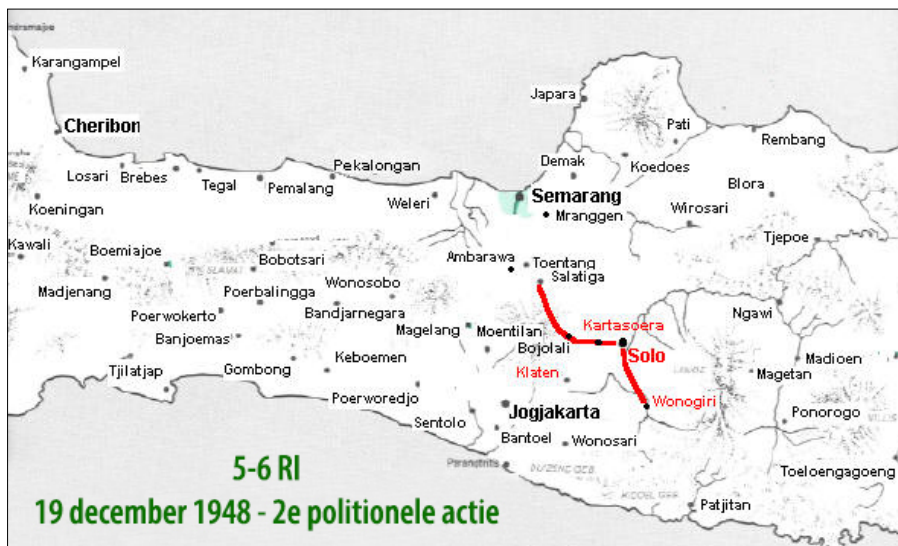 Karangampel
Cheribon
Japara
Pati
Rembang
Losari
Brebes
Tegal
Pemalang
Pekalongan
Demak
Koedoes
Blora
Koeningan
Weleri
Semarang
Mranggen
Wirosari
Kawali
Boemiajoe
Tjepoe
Bobotsari
SLAMAT
Ambarawa
Toentang
Salatiga
Madjenang
Poerbalingga
Wonosobo
Poerwokerto
Bandjarnegara
Magelang
Moentilan
Kartasoera
Ngawi
Banjoemas
Bojolali
Solo
Madioen
Tjilatjap
Gombong
Keboemen
Klaten
Magetan
Poerworedjo
Jogjakarta
Wonogiri
Ponorogo
Sentolo
Bantoel
Wonosari
Parangtritis
Toeloengagoeng
Patjitan
5-6 RI
19 december 1948 - 2e politionele actie